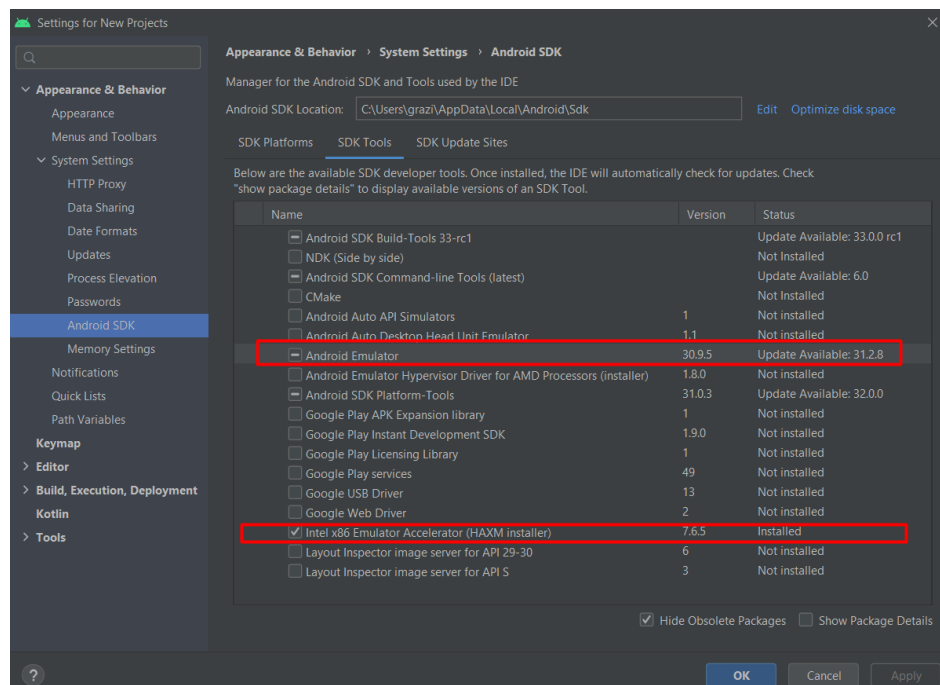 Settings for New Projects
Appearance & Behavior
Appearance
Menus and Toolbars
System Settings
HTTP Proxy
Data Sharing
Date Formats
Updates
Process Elevation
Passwords
Android SDK
Memory Settings
Notifications
Quick Lists
Path Variables
Keymap
Editor
Build, Execution, Deployment
Kotlin
Tools
Appearance & Behavior › System Settings › Android SDK
Manager for the Android SDK and Tools used by the IDE
Android SDK Location: C:\Users\grazi\AppData\Local\Android\Sdk Edit Optimize disk space
SDK Platforms SDK Tools SDK Update Sites
Below are the available SDK developer tools. Once installed, the IDE will automatically check for updates. Check
"show package details" to display available versions of an SDK Tool.
Name Version Status
Android SDK Build-Tools 33-rc1 Update Available: 33.0.0 rc1
NDK (Side by side) Not Installed
Android SDK Command-line Tools (latest) Update Available: 6.0
CMake Not Installed
Android Auto API Simulators 1 Not installed
Android Auto Desktop Head Unit Emulator 1.1 Not installed
Android Emulator 30.9.5 Update Available: 31.2.8
Android Emulator Hypervisor Driver for AMD Processors (installer) 1.8.0 Not installed
Android SDK Platform-Tools 31.0.3 Update Available: 32.0.0
Google Play APK Expansion library 1 Not installed
Google Play Instant Development SDK 1.9.0 Not installed
Google Play Licensing Library 1 Not installed
Google Play services 49 Not installed
Google USB Driver 13 Not installed
Google Web Driver 2 Not installed
Intel x86 Emulator Accelerator (HAXM installer) 7.6.5 Installed
Layout Inspector image server for API 29-30 6 Not installed
Layout Inspector image server for API S 3 Not installed
Hide Obsolete Packages Show Package Details
? OK Cancel Apply